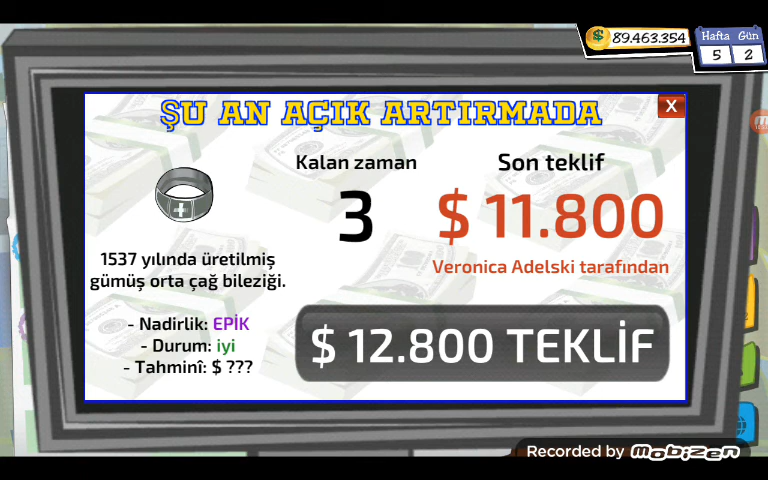 89.463.354
Hafta Gün
5 2
ŞU AN AÇIK ARTIRMADA
X
Kalan zaman
3
Son teklif
$ 11.800
Veronica Adelski tarafından
1537 yılında üretilmiş
gümüş orta çağ bileziği.
- Nadirlik: EPİK
- Durum: iyi
- Tahminî: $ ???
$ 12.800 TEKLİF
Recorded by mobizen